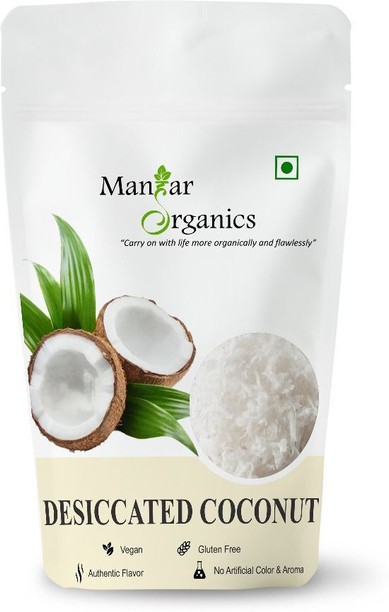 Mantar
Organics
"Carry on with life more organically and flawlessly"
DESICCATED COCONUT
Vegan Gluten Free
Authentic Flavor No Artificial Color & Aroma